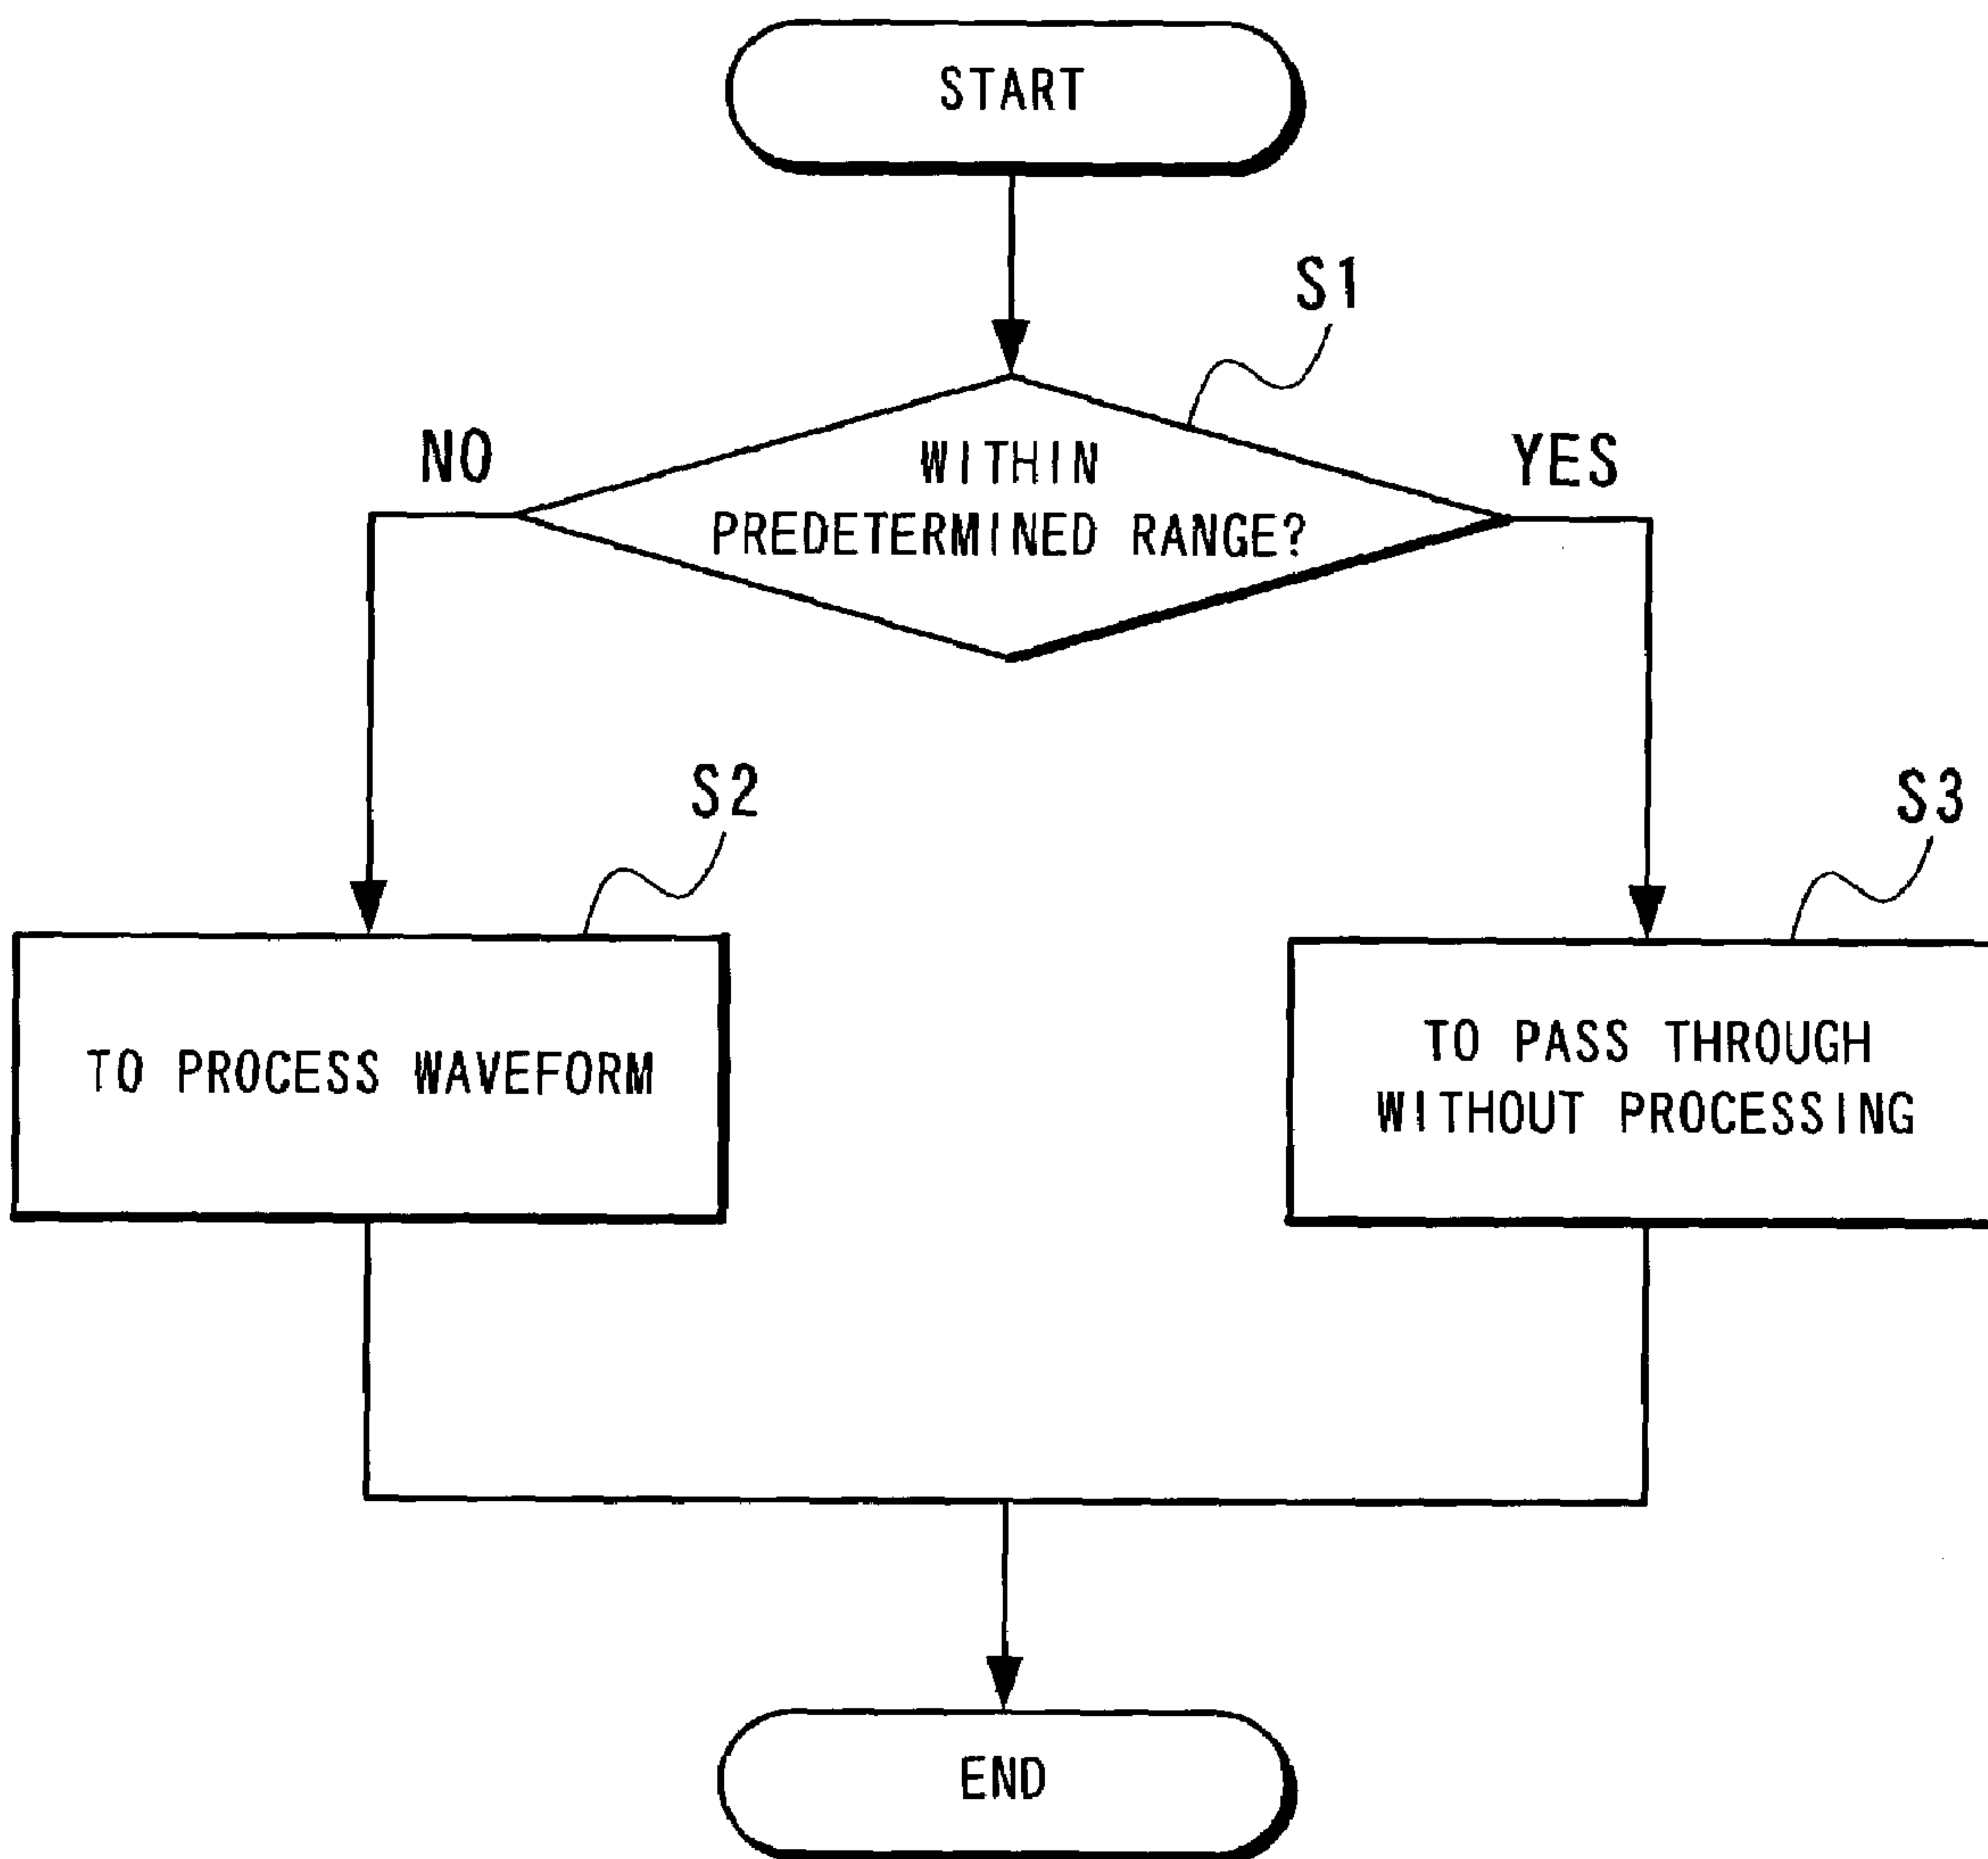 START
S1
NO
YES
WITHIN
PREDETERMINED RANGE?
S2
S3
TO PROCESS WAVEFORM
TO PASS THROUGH
WITHOUT PROCESSING
END